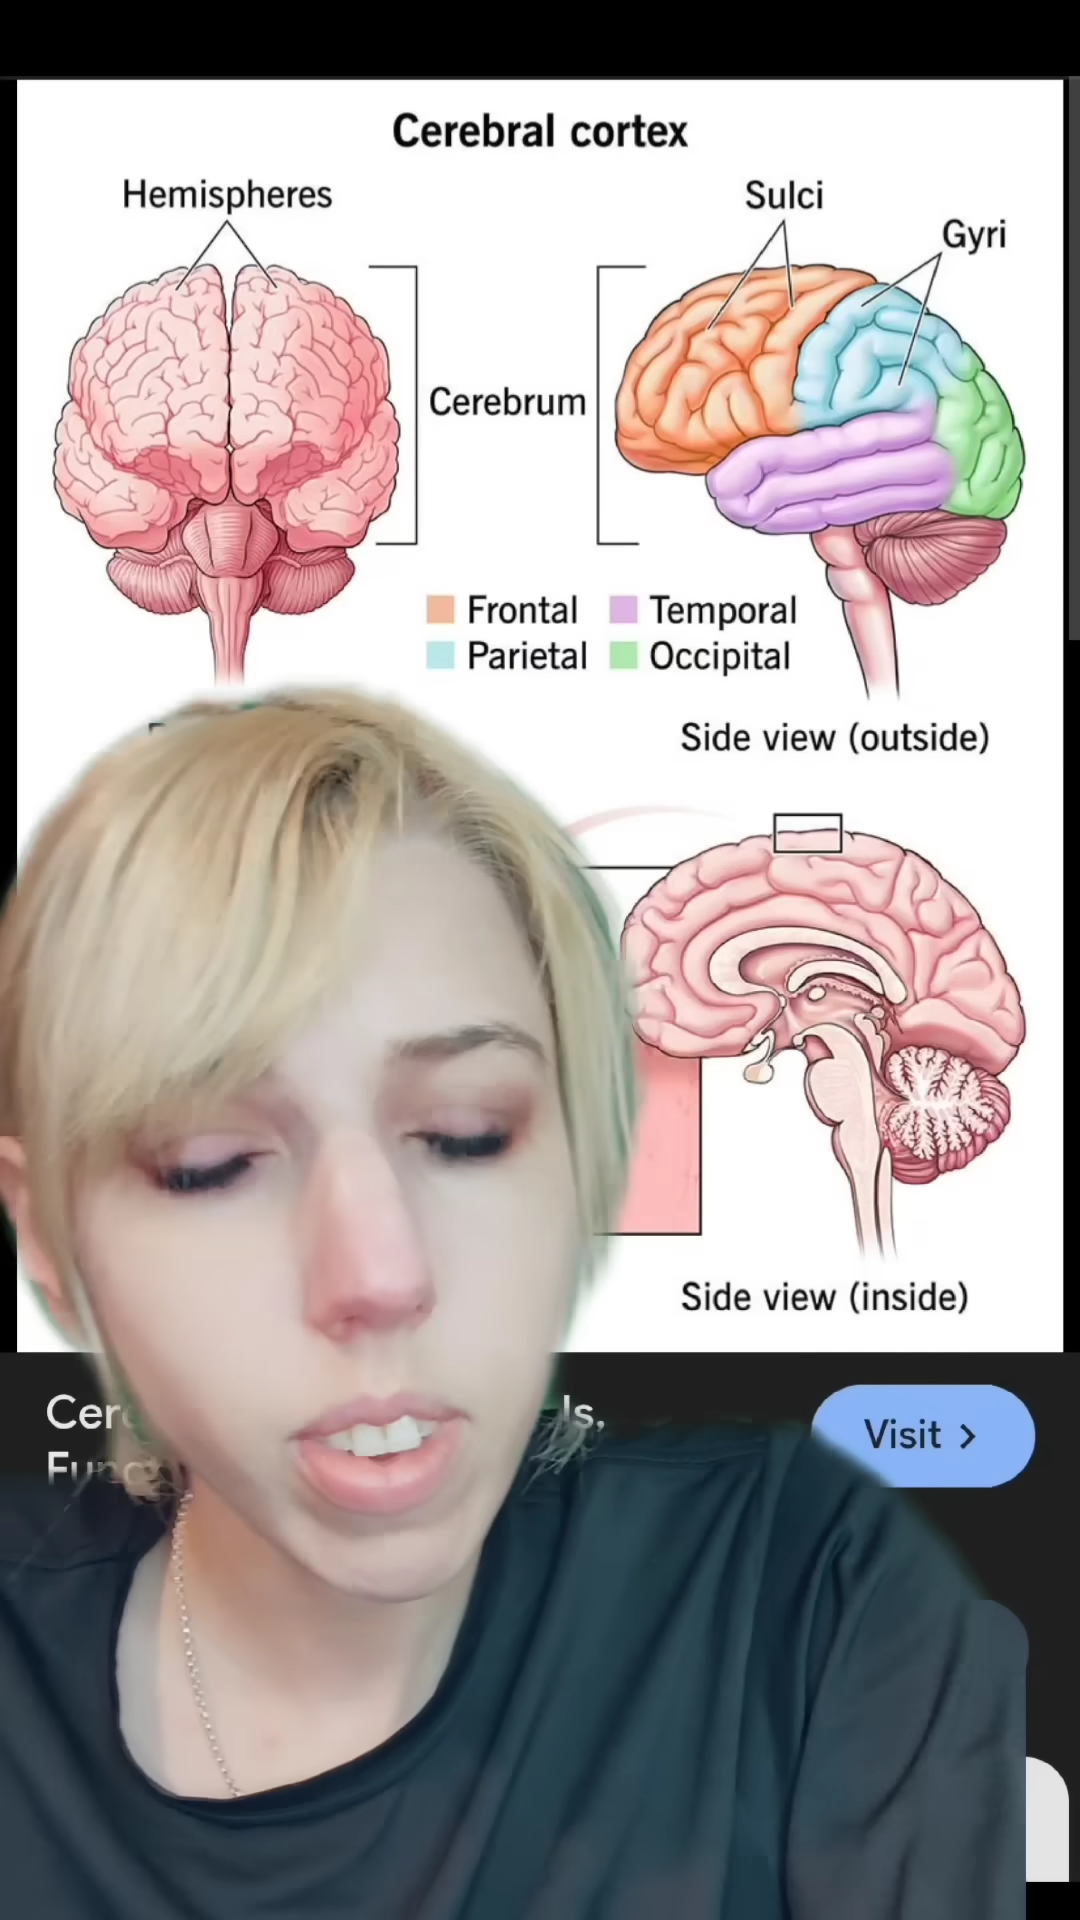 Cerebral cortex
Hemispheres
Sulci
Gyri
Cerebrum
Frontal
Temporal
Parietal
Occipital
Side view (outside)
Side view (inside)
Visit >